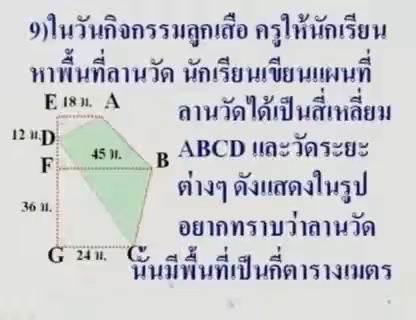 9)ในวันกิจกรรมลูกเสือ ครูให้นักเรียน
หาพื้นที่ลานวัด นักเรียนเขียนแผนที่
ลานวัดได้เป็นสี่เหลี่ยม
ABCD และวัดระยะ
ต่างๆ ดังแสดงในรูป
อยากทราบว่าลานวัด
นั้นมีพื้นที่เป็นกี่ตารางเมตร
E 18 ม. A
12 ม. D
45 ม.
F B
36 ม.
G 24 ม. C